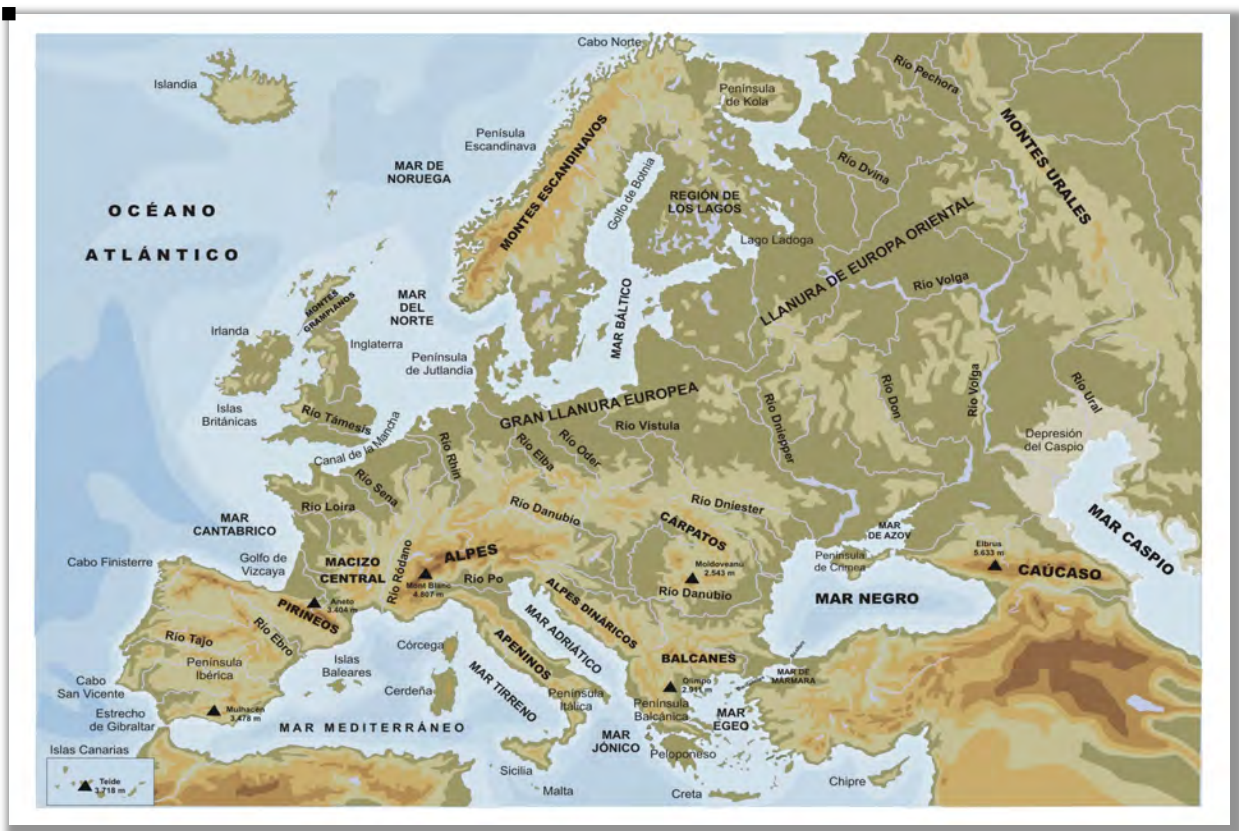 Cabo Norte
Islandia
Río Pechora
Península
de Kola
MONTES URALES
Penísula
Escandinava
MAR DE
NORUEGA
MONTES ESCANDINAVOS
Golfo de Botnia
Río Dvina
REGIÓN DE
LOS LAGOS
OCÉANO
ATLÁNTICO
Lago Ladoga
LLANURA DE EUROPA ORIENTAL
Río Volga
MONTES
GRAMPIANOS
MAR
DEL
NORTE
MAR BÁLTICO
Irlanda
Inglaterra
Península
de Jutlandia
Islas
Británicas
Río Támesis
Canal de la Mancha
GRAN LLANURA EUROPEA
Río Rhin
Río Elba
Río Oder
Río Vístula
Río Dniepper
Río Don
Río Volga
Río Ural
Depresión
del Caspio
Río Sena
Río Loira
Río Danubio
Río Dniester
MAR
CANTABRICO
CÁRPATOS
MAR
DE AZOV
MAR CASPIO
Cabo Finisterre
Golfo de
Vizcaya
MACIZO
CENTRAL
Río Ródano
ALPES
Mont Blanc
4.807 m
Río Po
Moldoveanu
2.543 m
Río Danubio
Península
de Crimea
Elbrus
5.633 m
CAÚCASO
MAR NEGRO
Aneto
3.404 m
PIRINEOS
Río Ebro
Río Tajo
Península
Ibérica
ALPES DINÁRICOS
MAR ADRIÁTICO
APENINOS
Córcega
Cerdeña
Islas
Baleares
MAR TIRRENO
Península
Itálica
BALCANES
Olimpo
2.911 m
Península
Balcánica
MAR DE
MÁRMARA
Cabo
San Vicente
Estrecho
de Gibraltar
Mulhacén
3.478 m
MAR MEDITERRÁNEO
MAR
JÓNICO
MAR
EGEO
Peloponeso
Islas Canarias
Teide
3.718 m
Sicilia
Malta
Creta
Chipre